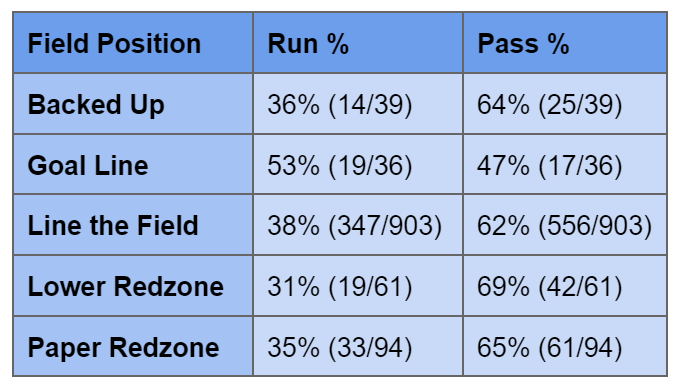 Field Position Run % Pass %
Backed Up 36% (14/39) 64% (25/39)
Goal Line 53% (19/36) 47% (17/36)
Line the Field 38% (347/903) 62% (556/903)
Lower Redzone 31% (19/61) 69% (42/61)
Paper Redzone 35% (33/94) 65% (61/94)